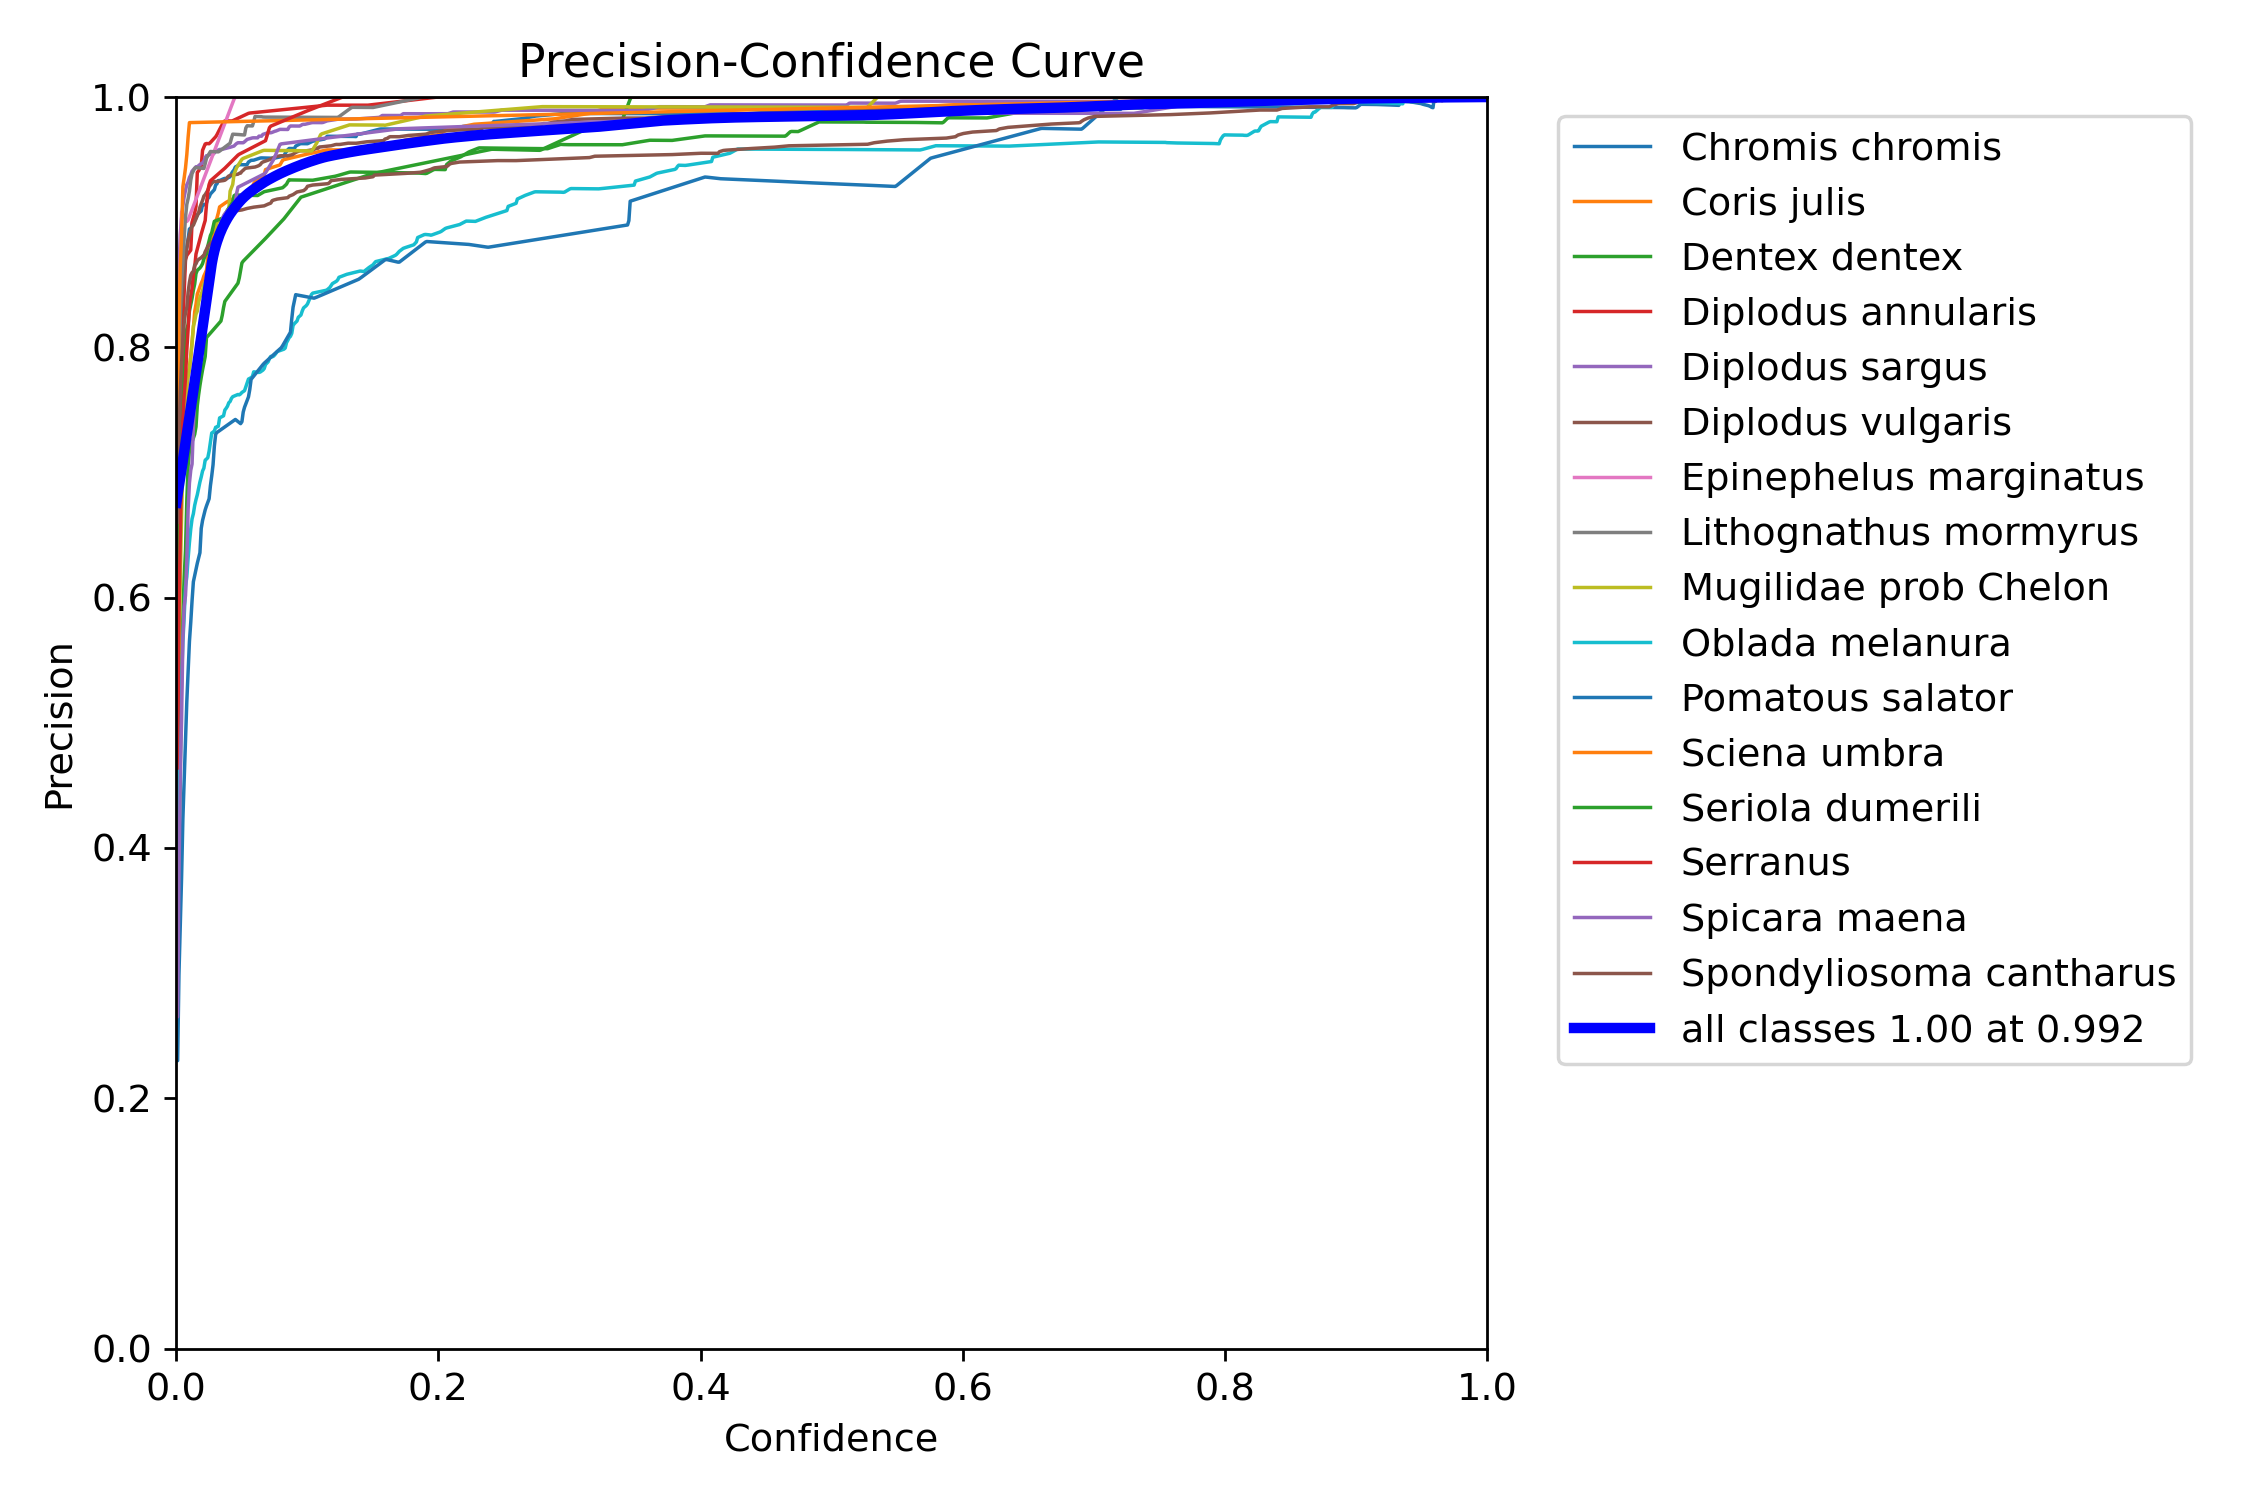 Precision-Confidence Curve
1.0
0.8
0.6
0.4
0.2
0.0
Precision
0.0 0.2 0.4 0.6 0.8 1.0
Confidence
Chromis chromis
Coris julis
Dentex dentex
Diplodus annularis
Diplodus sargus
Diplodus vulgaris
Epinephelus marginatus
Lithognathus mormyrus
Mugilidae prob Chelon
Oblada melanura
Pomatous salator
Sciena umbra
Seriola dumerili
Serranus
Spicara maena
Spondyliosoma cantharus
all classes 1.00 at 0.992